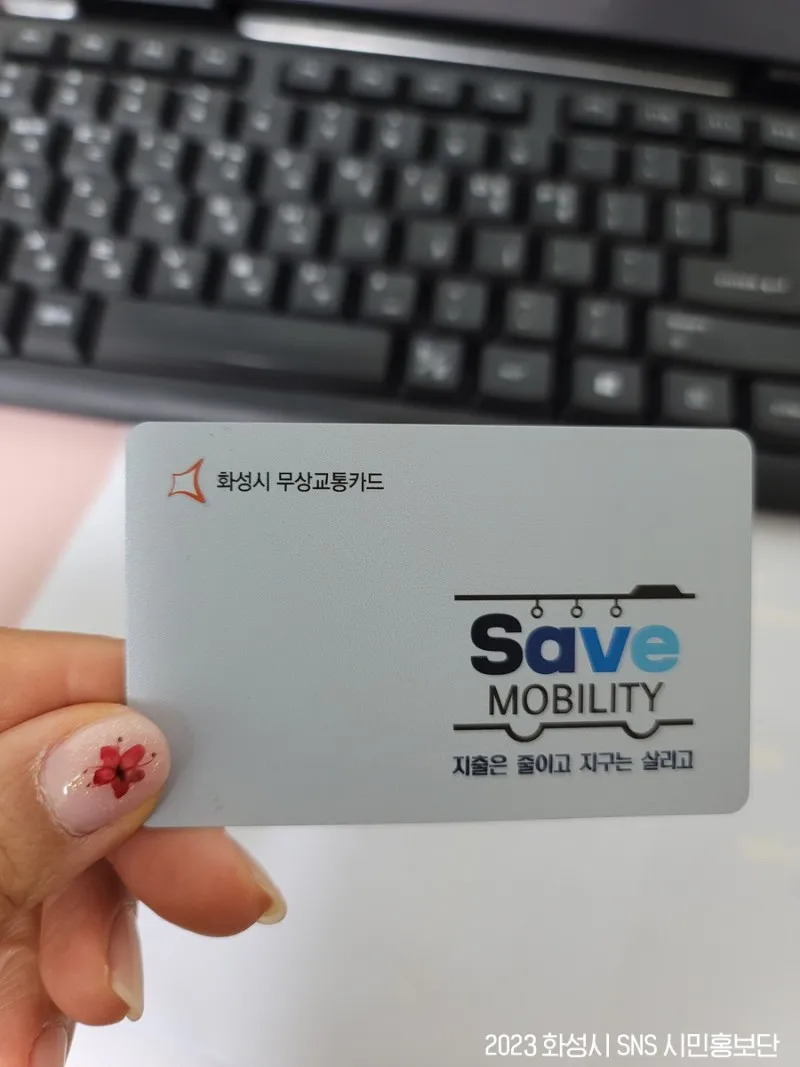 화성시 무상교통카드
Save
MOBILITY
지출은 줄이고 지구는 살리고
2023 화성시 SNS 시민홍보단